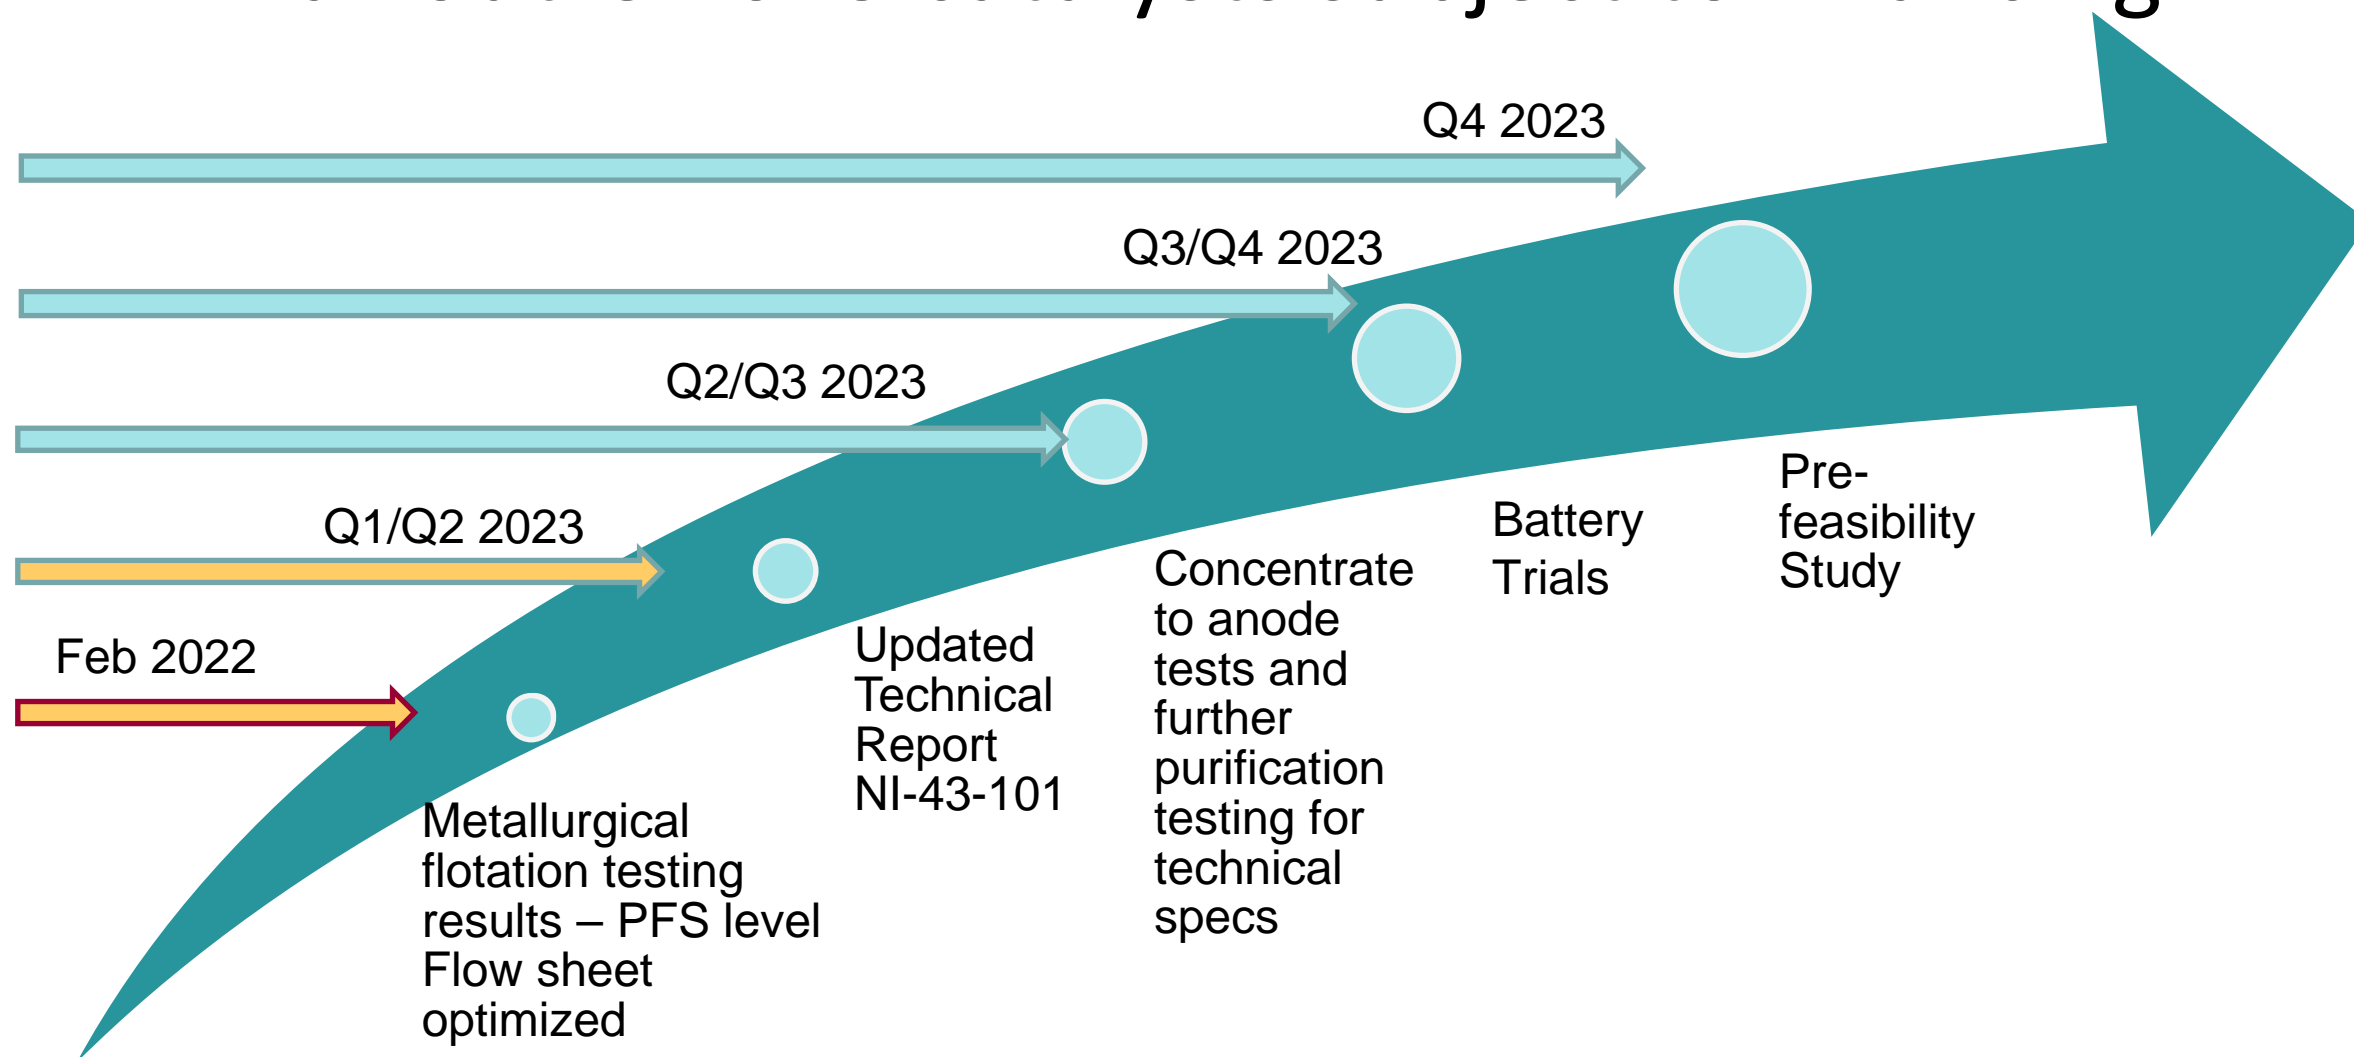 Q4 2023
Q3/Q4 2023
Q2/Q3 2023
Q1/Q2 2023
Feb 2022
Metallurgical
flotation testing
results – PFS level
Flow sheet
optimized
Updated
Technical
Report
NI-43-101
Concentrate
to anode
tests and
further
purification
testing for
technical
specs
Battery
Trials
Pre-
feasibility
Study